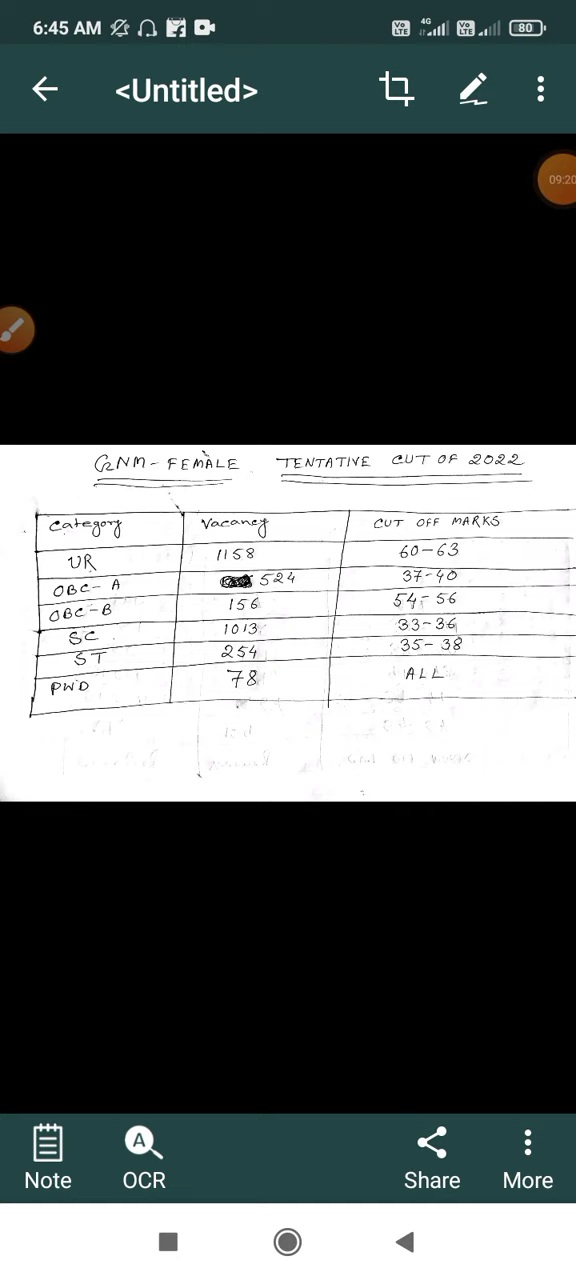 6:45 AM
4G
80
<Untitled>
09:20
GNM - FEMALE TENTATIVE CUT OF 2022
Category Vacancy CUT OFF MARKS
UR 1158 60-63
OBC-A 524 37-40
OBC-B 156 54-56
SC 1013 33-36
ST 254 35-38
PWD 78 ALL
Note OCR Share More